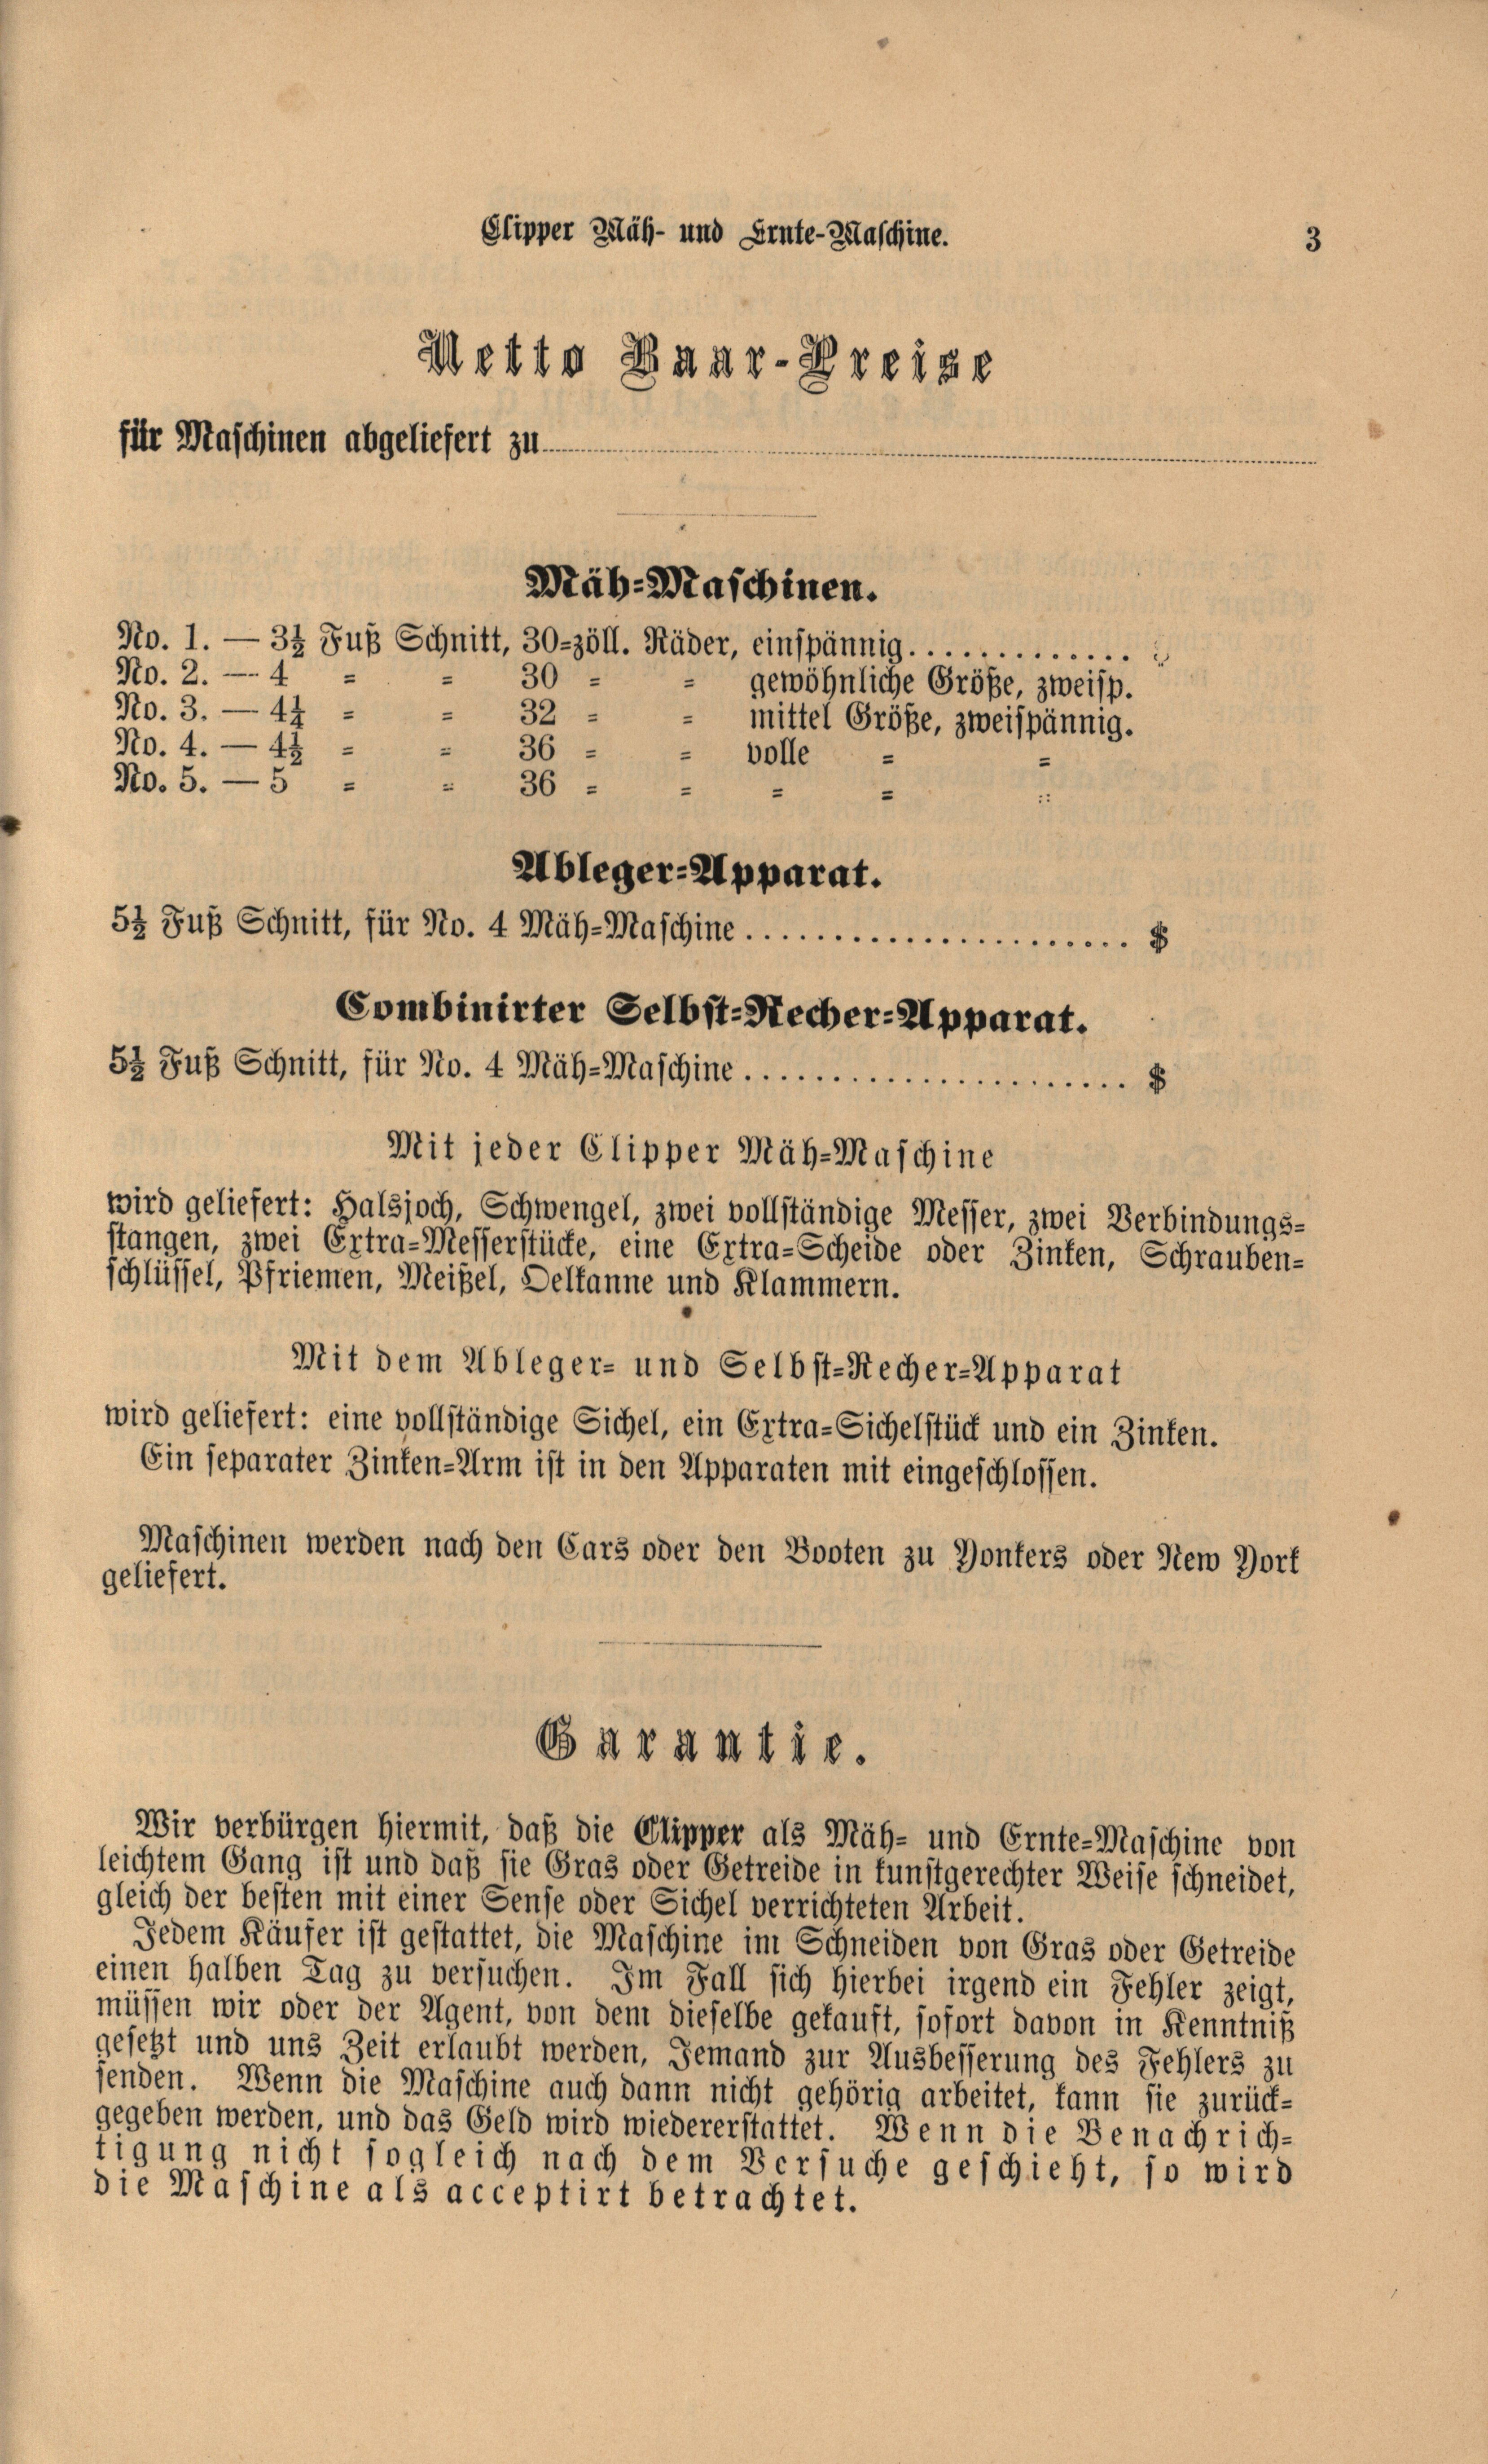 Clipper Mäh- und Ernte-Maschine. 3
Netto Baar-Preise
für Maschinen abgeliefert zu
Mäh-Maschinen.
No. 1. — 3½ Fuß Schnitt, 30-zöll. Räder, einspännig..............
No. 2. — 4 " " 30 " " gewöhnliche Größe, zweisp.
No. 3. — 4¼ " " 32 " " mittel Größe, zweispännig.
No. 4. — 4½ " " 36 " " volle " "
No. 5. — 5 " " 36 " " " " "
Ableger-Apparat.
5½ Fuß Schnitt, für No. 4 Mäh-Maschine...................... $
Combinirter Selbst-Recher-Apparat.
5½ Fuß Schnitt, für No. 4 Mäh-Maschine...................... $
Mit jeder Clipper Mäh-Maschine
wird geliefert: Halsjoch, Schwengel, zwei vollständige Messer, zwei Verbindungs-
stangen, zwei Extra-Messerstücke, eine Extra-Scheide oder Zinken, Schrauben-
schlüssel, Pfriemen, Meißel, Oelkanne und Klammern.
Mit dem Ableger- und Selbst-Recher-Apparat
wird geliefert: eine vollständige Sichel, ein Extra-Sichelstück und ein Zinken.
Ein separater Zinken-Arm ist in den Apparaten mit eingeschlossen.
Maschinen werden nach den Cars oder den Booten zu Yonkers oder New York
geliefert.
Garantie.
Wir verbürgen hiermit, daß die Clipper als Mäh- und Ernte-Maschine von
leichtem Gang ist und daß sie Gras oder Getreide in kunstgerechter Weise schneidet,
gleich der besten mit einer Sense oder Sichel verrichteten Arbeit.
Jedem Käufer ist gestattet, die Maschine im Schneiden von Gras oder Getreide
einen halben Tag zu versuchen. Im Fall sich hierbei irgend ein Fehler zeigt,
müssen wir oder der Agent, von dem dieselbe gekauft, sofort davon in Kenntniß
gesetzt und uns Zeit erlaubt werden, Jemand zur Ausbesserung des Fehlers zu
senden. Wenn die Maschine auch dann nicht gehörig arbeitet, kann sie zurück-
gegeben werden, und das Geld wird wiedererstattet. Wenn die Benachrich-
tigung nicht sogleich nach dem Versuche geschieht, so wird
die Maschine als acceptirt betrachtet.